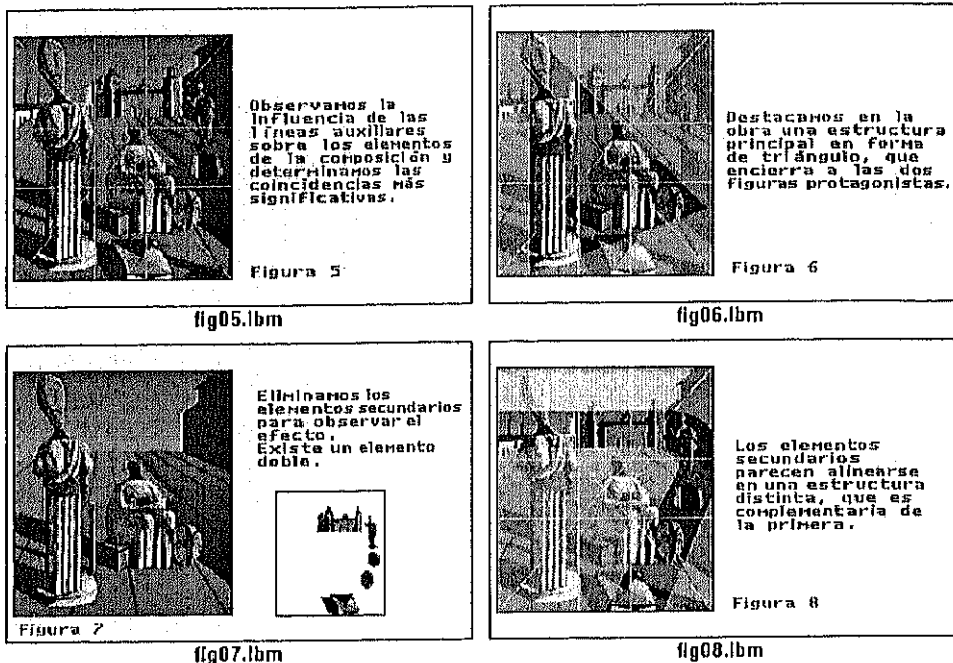 Observamos la
influencia de las
líneas auxiliares
sobre los elementos
de la composición y
determinamos las
coincidencias más
significativas.
Figura 5
fig05.lbm
Destacamos en la
obra una estructura
principal en forma
de triángulo, que
encierra a las dos
figuras protagonistas.
Figura 6
fig06.lbm
Eliminamos los
elementos secundarios
para observar el
efecto.
Existe un elemento
doble.
Figura 7
fig07.lbm
Los elementos
secundarios
parecen alinearse
en una estructura
distinta, que es
complementaria de
la primera.
Figura 8
fig08.lbm